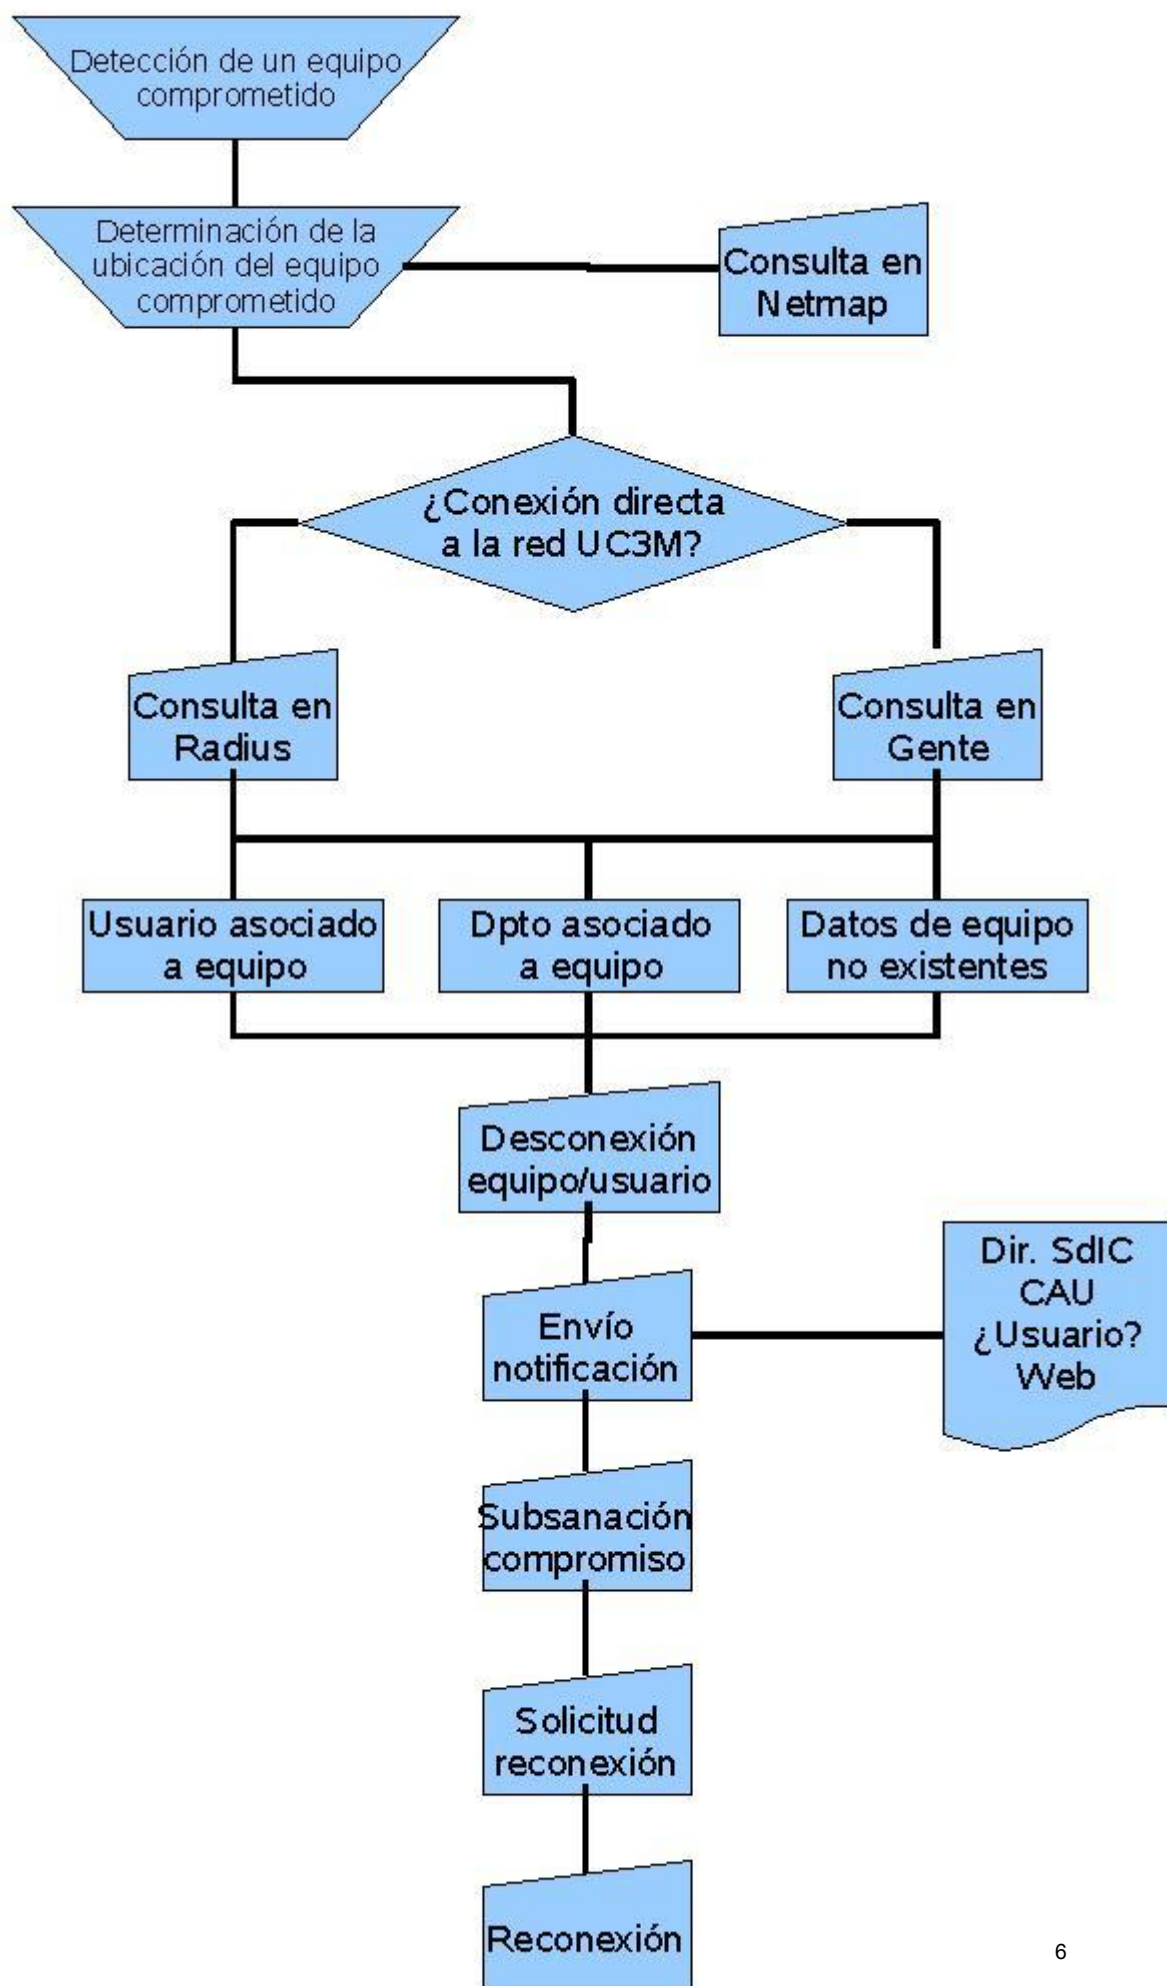 Detección de un equipo
comprometido
Determinación de la
ubicación del equipo
comprometido
Consulta en
Netmap
¿Conexión directa
a la red UC3M?
Consulta en
Radius
Consulta en
Gente
Usuario asociado
a equipo
Dpto asociado
a equipo
Datos de equipo
no existentes
Desconexión
equipo/usuario
Envío
notificación
Dir. SdIC
CAU
¿Usuario?
Web
Subsanación
compromiso
Solicitud
reconexión
Reconexión
6